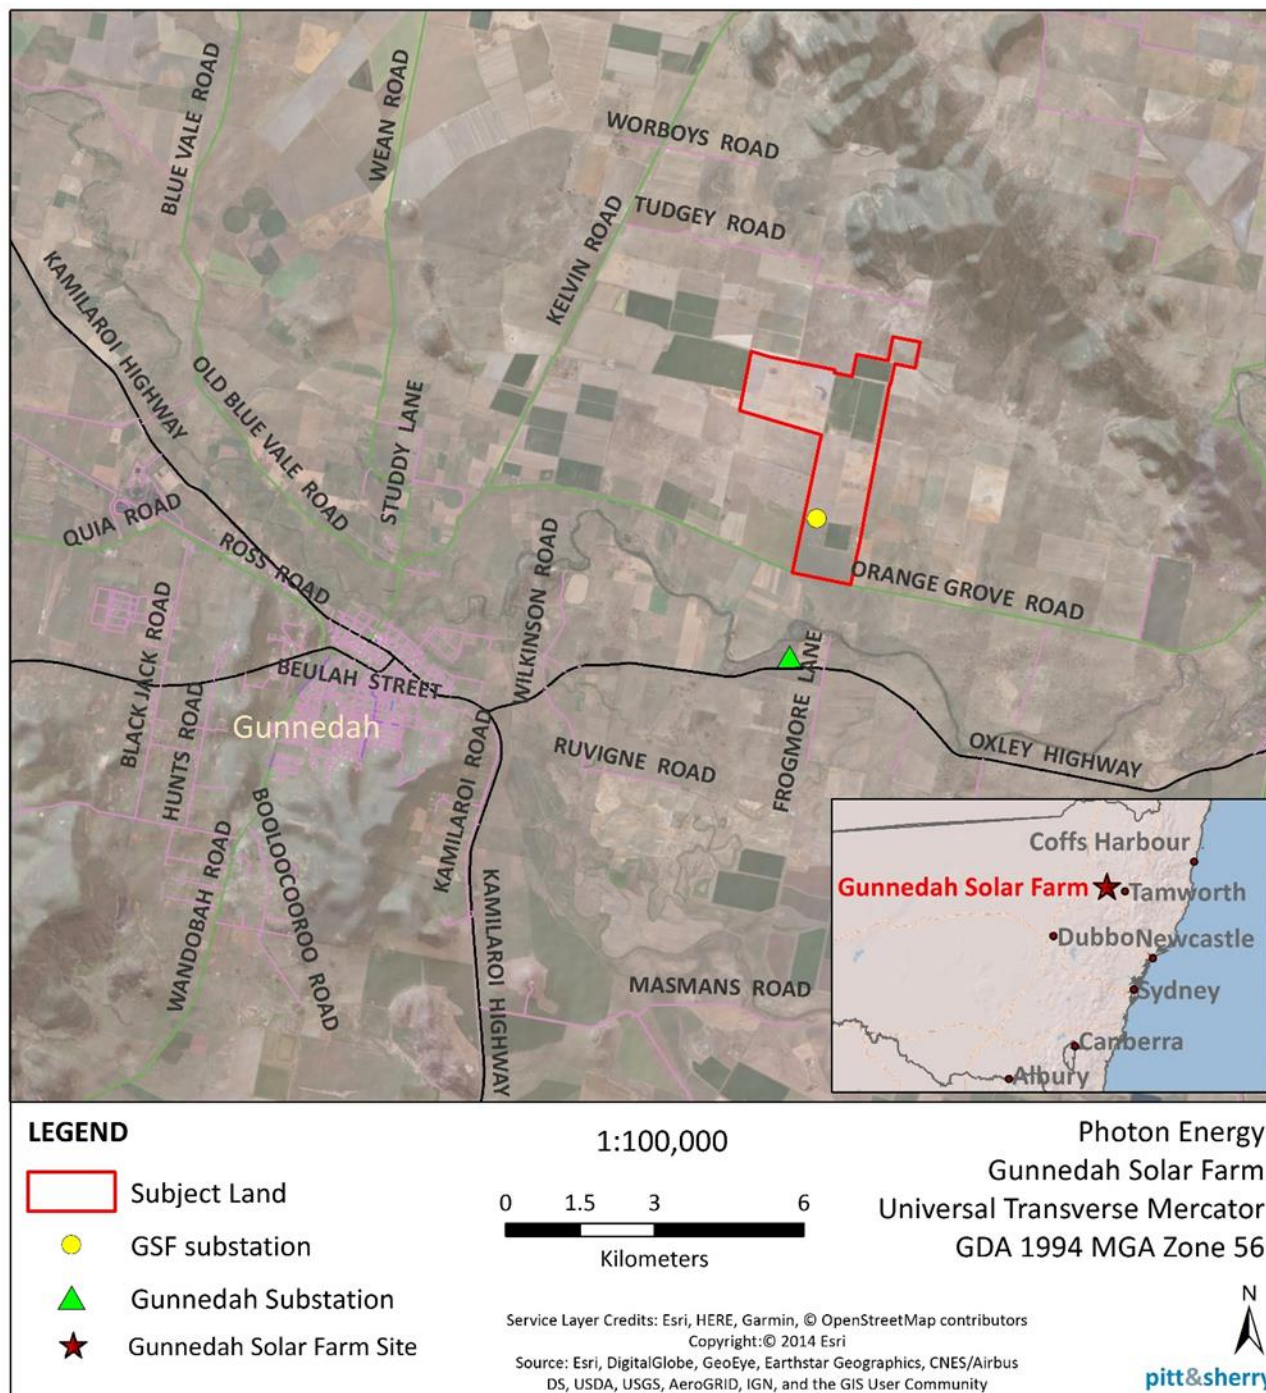 BLUE VALE ROAD
WEAN ROAD
WORBOYS ROAD
TUDGEY ROAD
KELVIN ROAD
KAMILAROI HIGHWAY
OLD BLUE VALE ROAD
STUDDY LANE
QUIA ROAD
ROSS ROAD
WILKINSON ROAD
ORANGE GROVE ROAD
BLACK JACK ROAD
HUNTS ROAD
BEULAH STREET
Gunnedah
KAMILAROI ROAD
RUVIGNE ROAD
FROGMORE LANE
OXLEY HIGHWAY
WANDOBAH ROAD
BOOLOCOOROO ROAD
KAMILAROI HIGHWAY
MASMANS ROAD
Coffs Harbour
Gunnedah Solar Farm
Tamworth
Dubbo
Newcastle
Sydney
Canberra
Albury
LEGEND
Subject Land
GSF substation
Gunnedah Substation
Gunnedah Solar Farm Site
1:100,000
0 1.5 3 6
Kilometers
Service Layer Credits: Esri, HERE, Garmin, © OpenStreetMap contributors
Copyright:© 2014 Esri
Source: Esri, DigitalGlobe, GeoEye, Earthstar Geographics, CNES/Airbus
DS, USDA, USGS, AeroGRID, IGN, and the GIS User Community
Photon Energy
Gunnedah Solar Farm
Universal Transverse Mercator
GDA 1994 MGA Zone 56
N
pitt&sherry